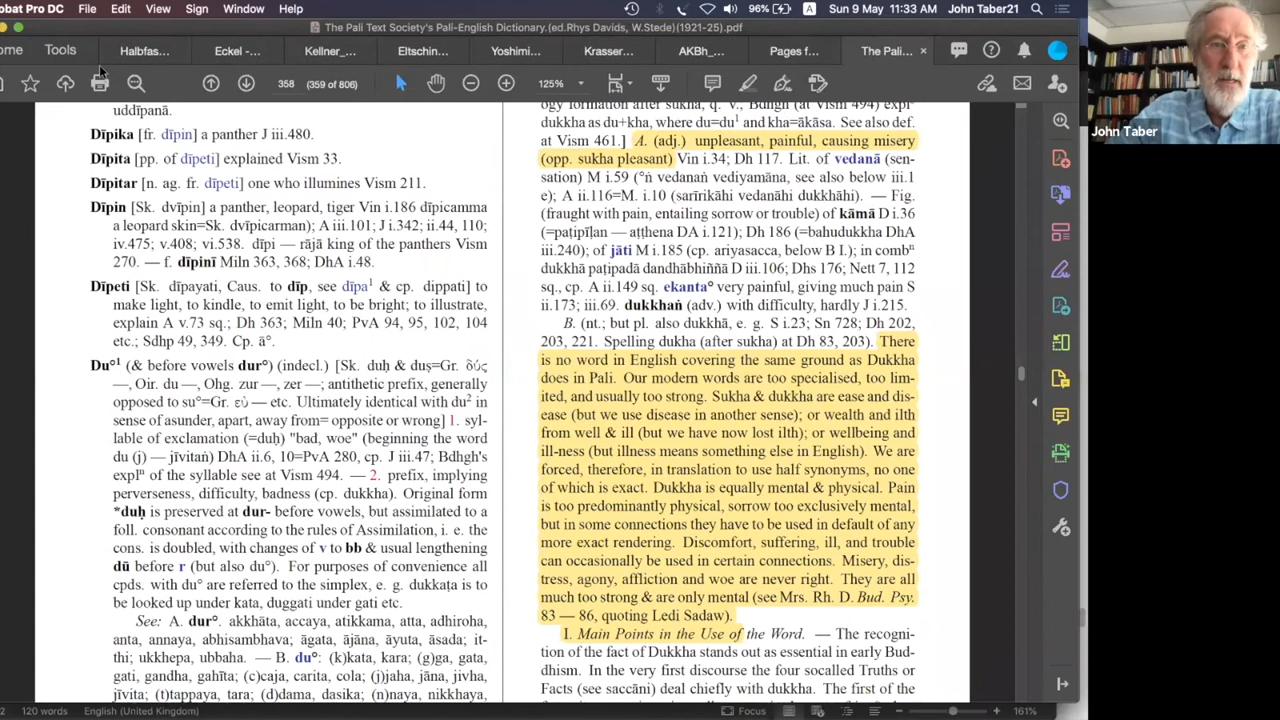 obat Pro DC File Edit View Sign Window Help 96% A Sun 9 May 11:33 AM John Taber21
The Pali Text Society's Pali-English Dictionary.(ed.Rhys Davids, W.Stede)(1921-25).pdf
ome Tools Halbfas... Eckel -... Kellner_... Eltschin... Yoshimi... Krasser... AKBh_... Pages f... The Pali... ×
358 (359 of 606) 125%
John Taber
uddīpanā.
Dīpika [fr. dīpin] a panther J iii.480.
Dīpita [pp. of dīpeti] explained Vism 33.
Dīpitar [n. ag. fr. dīpeti] one who illumines Vism 211.
Dīpin [Sk. dvīpin] a panther, leopard, tiger Vin i.186 dīpicamma
a leopard skin=Sk. dvīpicarman); A iii.101; J i.342; ii.44, 110;
iv.475; v.408; vi.538. dīpi — rājā king of the panthers Vism
270. — f. dīpinī Miln 363, 368; DhA i.48.
Dīpeti [Sk. dīpayati, Caus. to dīp, see dīpa1 & cp. dippati] to
make light, to kindle, to emit light, to be bright; to illustrate,
explain A v.73 sq.; Dh 363; Miln 40; PvA 94, 95, 102, 104
etc.; Sdhp 49, 349. Cp. ā°.
Du°1 (& before vowels dur°) (indecl.) [Sk. duḥ & duṣ=Gr. δύς
—, Oir. du —, Ohg. zur —, zer —; antithetic prefix, generally
opposed to su°=Gr. εὐ — etc. Ultimately identical with du2 in
sense of asunder, apart, away from= opposite or wrong] 1. syl-
lable of exclamation (=duḥ) "bad, woe" (beginning the word
du (j) — jīvitaṅ) DhA ii.6, 10=PvA 280, cp. J iii.47; Bdhgh's
expln of the syllable see at Vism 494. — 2. prefix, implying
perverseness, difficulty, badness (cp. dukkha). Original form
*duḥ is preserved at dur- before vowels, but assimilated to a
foll. consonant according to the rules of Assimilation, i. e. the
cons. is doubled, with changes of v to bb & usual lengthening
dū before r (but also du°). For purposes of convenience all
cpds. with du° are referred to the simplex, e. g. dukkaṭa is to
be looked up under kata, duggati under gati etc.
See: A. dur°. akkhāta, accaya, atikkama, atta, adhiroha,
anta, annaya, abhisambhava; āgata, ājāna, āyuta, āsada; it-
thi; ukkhepa, ubbaha. — B. du°: (k)kata, kara; (g)ga, gata,
gati, gandha, gahīta; (c)caja, carita, cola; (j)jaha, jāna, jivha,
jīvita; (t)tappaya, tara; (d)dama, dasika; (n)naya, nikkhaya,
ogy formation after sukha, q. v., Bdhgh (at Vism 494) expln
dukkha as du+kha, where du=du1 and kha=ākāsa. See also def.
at Vism 461.] A. (adj.) unpleasant, painful, causing misery
(opp. sukha pleasant) Vin i.34; Dh 117. Lit. of vedanā (sen-
sation) M i.59 (°ṅ vedanaṅ vediyamāna, see also below iii.1
e); A ii.116=M. i.10 (sarīrikāhi vedanāhi dukkhāhi). — Fig.
(fraught with pain, entailing sorrow or trouble) of kāmā D i.36
(=paṭipīḷan — aṭṭhena DA i.121); Dh 186 (=bahudukkha DhA
iii.240); of jāti M i.185 (cp. ariyasacca, below B I.); in combn
dukkhā paṭipadā dandhābhiññā D iii.106; Dhs 176; Nett 7, 112
sq., cp. A ii.149 sq. ekanta° very painful, giving much pain S
ii.173; iii.69. dukkhaṅ (adv.) with difficulty, hardly J i.215.
B. (nt.; but pl. also dukkhā, e. g. S i.23; Sn 728; Dh 202,
203, 221. Spelling dukha (after sukha) at Dh 83, 203). There
is no word in English covering the same ground as Dukkha
does in Pali. Our modern words are too specialised, too lim-
ited, and usually too strong. Sukha & dukkha are ease and dis-
ease (but we use disease in another sense); or wealth and ilth
from well & ill (but we have now lost ilth); or wellbeing and
ill-ness (but illness means something else in English). We are
forced, therefore, in translation to use half synonyms, no one
of which is exact. Dukkha is equally mental & physical. Pain
is too predominantly physical, sorrow too exclusively mental,
but in some connections they have to be used in default of any
more exact rendering. Discomfort, suffering, ill, and trouble
can occasionally be used in certain connections. Misery, dis-
tress, agony, affliction and woe are never right. They are all
much too strong & are only mental (see Mrs. Rh. D. Bud. Psy.
83 — 86, quoting Ledi Sadaw).
I. Main Points in the Use of the Word. — The recogni-
tion of the fact of Dukkha stands out as essential in early Bud-
dhism. In the very first discourse the four socalled Truths or
Facts (see saccāni) deal chiefly with dukkha. The first of the
2 120 words English (United Kingdom) Focus 161%